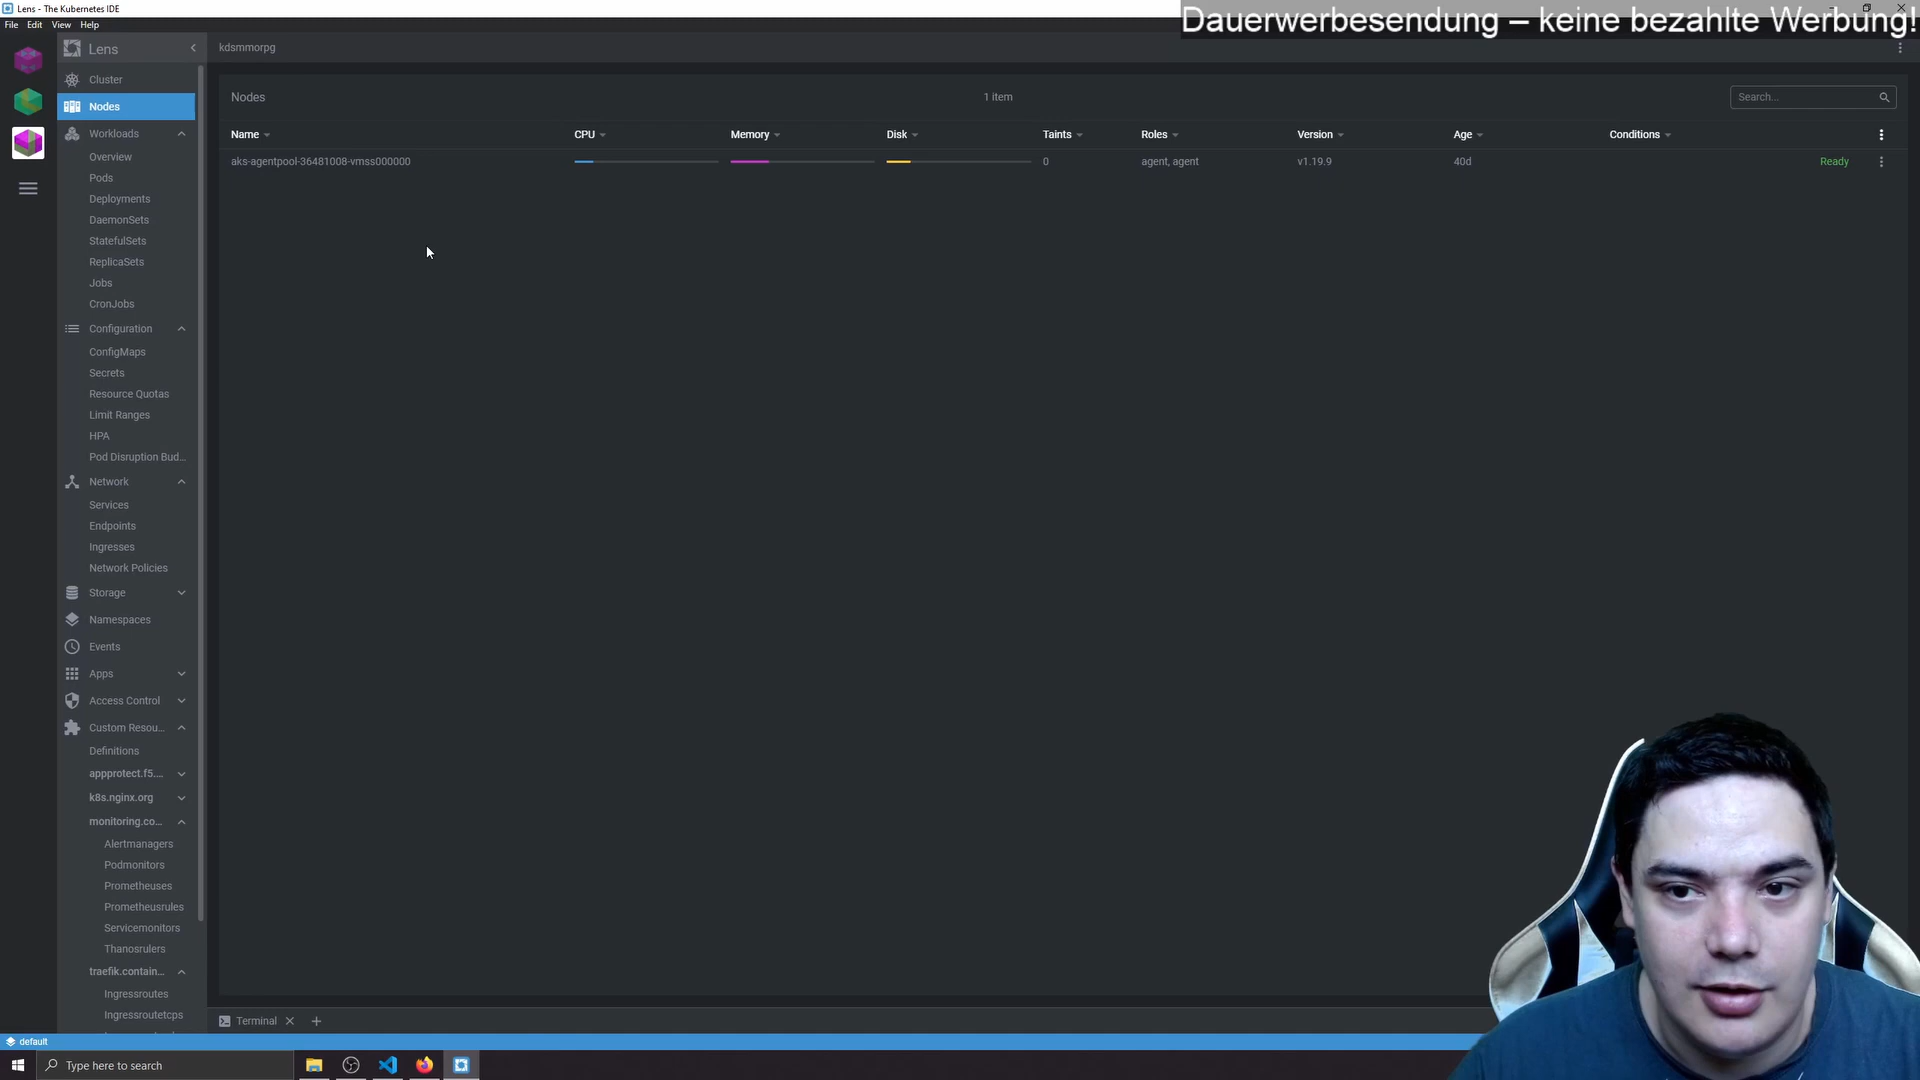 Lens - The Kubernetes IDE
Dauerwerbesendung – keine bezahlte Werbung!
File Edit View Help
Lens
kdsmmorpg
Cluster
Nodes
Workloads
Overview
Pods
Deployments
DaemonSets
StatefulSets
ReplicaSets
Jobs
CronJobs
Configuration
ConfigMaps
Secrets
Resource Quotas
Limit Ranges
HPA
Pod Disruption Bud...
Network
Services
Endpoints
Ingresses
Network Policies
Storage
Namespaces
Events
Apps
Access Control
Custom Resou...
Definitions
appprotect.f5....
k8s.nginx.org
monitoring.co...
Alertmanagers
Podmonitors
Prometheuses
Prometheusrules
Servicemonitors
Thanosrulers
traefik.contain...
Ingressroutes
Ingressroutetcps
Nodes 1 item Search...
Name CPU Memory Disk Taints Roles Version Age Conditions
aks-agentpool-36481008-vmss000000 0 agent, agent v1.19.9 40d Ready
Terminal
default
Type here to search